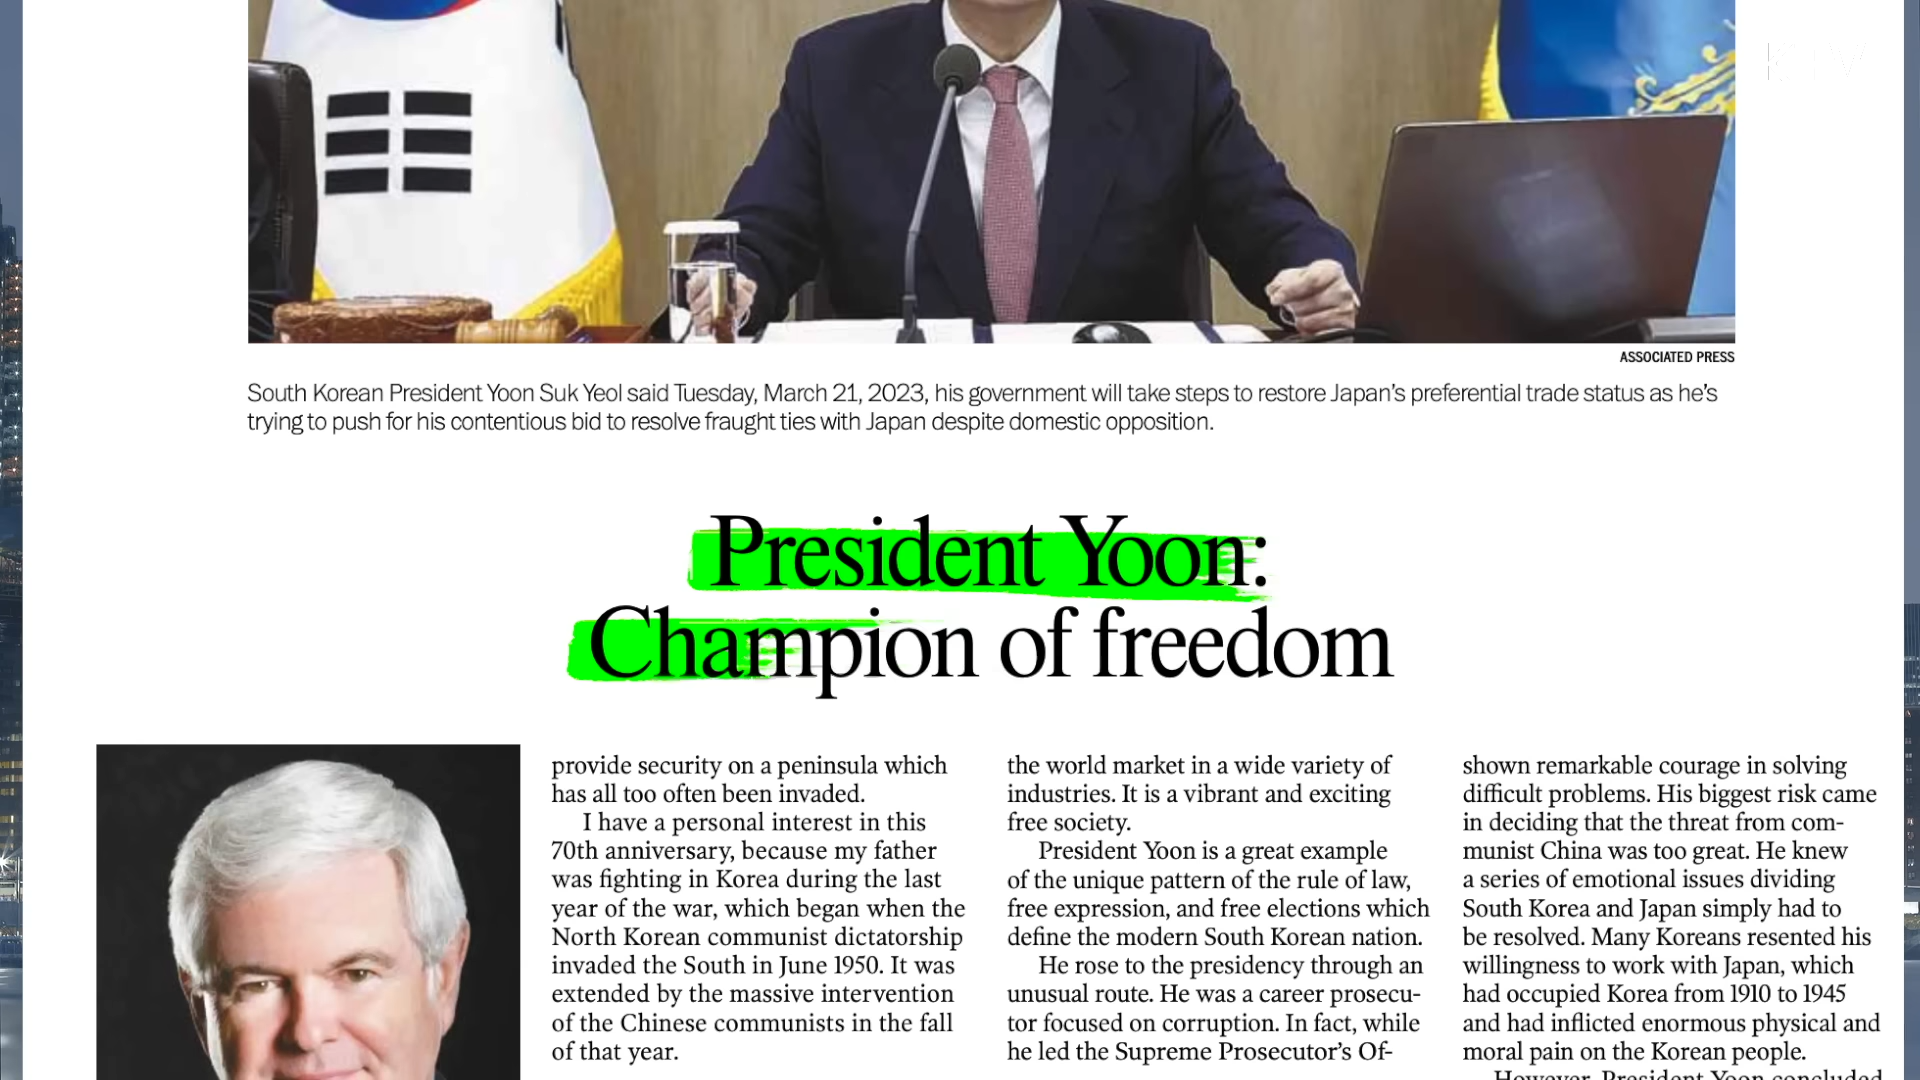 KTV
ASSOCIATED PRESS
South Korean President Yoon Suk Yeol said Tuesday, March 21, 2023, his government will take steps to restore Japan’s preferential trade status as he’s
trying to push for his contentious bid to resolve fraught ties with Japan despite domestic opposition.
President Yoon:
Champion of freedom
provide security on a peninsula which
has all too often been invaded.
I have a personal interest in this
70th anniversary, because my father
was fighting in Korea during the last
year of the war, which began when the
North Korean communist dictatorship
invaded the South in June 1950. It was
extended by the massive intervention
of the Chinese communists in the fall
of that year.
the world market in a wide variety of
industries. It is a vibrant and exciting
free society.
President Yoon is a great example
of the unique pattern of the rule of law,
free expression, and free elections which
define the modern South Korean nation.
He rose to the presidency through an
unusual route. He was a career prosecu-
tor focused on corruption. In fact, while
he led the Supreme Prosecutor’s Of-
shown remarkable courage in solving
difficult problems. His biggest risk came
in deciding that the threat from com-
munist China was too great. He knew
a series of emotional issues dividing
South Korea and Japan simply had to
be resolved. Many Koreans resented his
willingness to work with Japan, which
had occupied Korea from 1910 to 1945
and had inflicted enormous physical and
moral pain on the Korean people.
However, President Yoon concluded